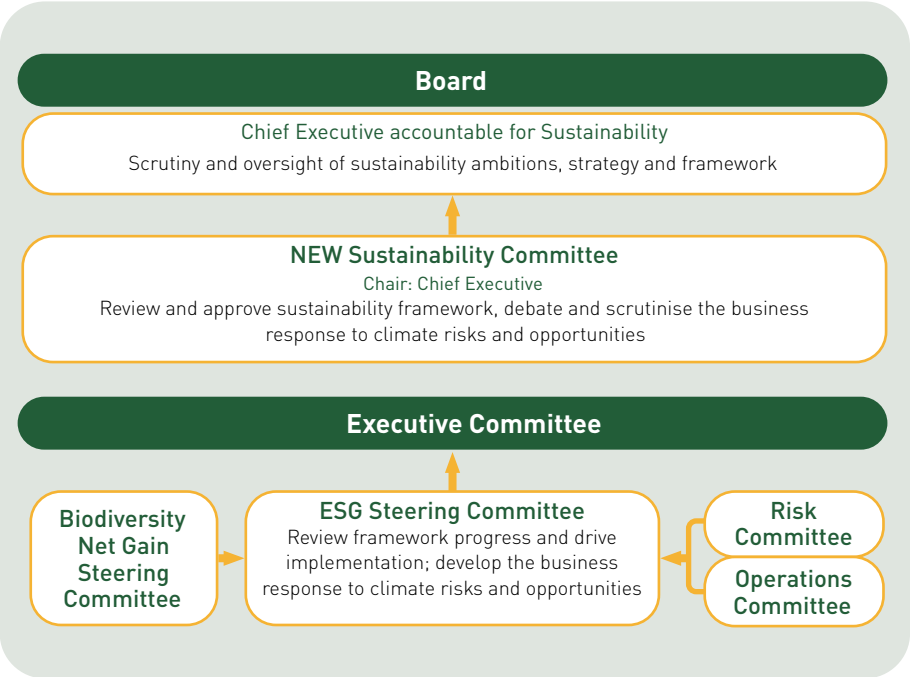 Board
Chief Executive accountable for Sustainability
Scrutiny and oversight of sustainability ambitions, strategy and framework
NEW Sustainability Committee
Chair: Chief Executive
Review and approve sustainability framework, debate and scrutinise the business
response to climate risks and opportunities
Executive Committee
Biodiversity
Net Gain
Steering
Committee
ESG Steering Committee
Review framework progress and drive
implementation; develop the business
response to climate risks and opportunities
Risk
Committee
Operations
Committee